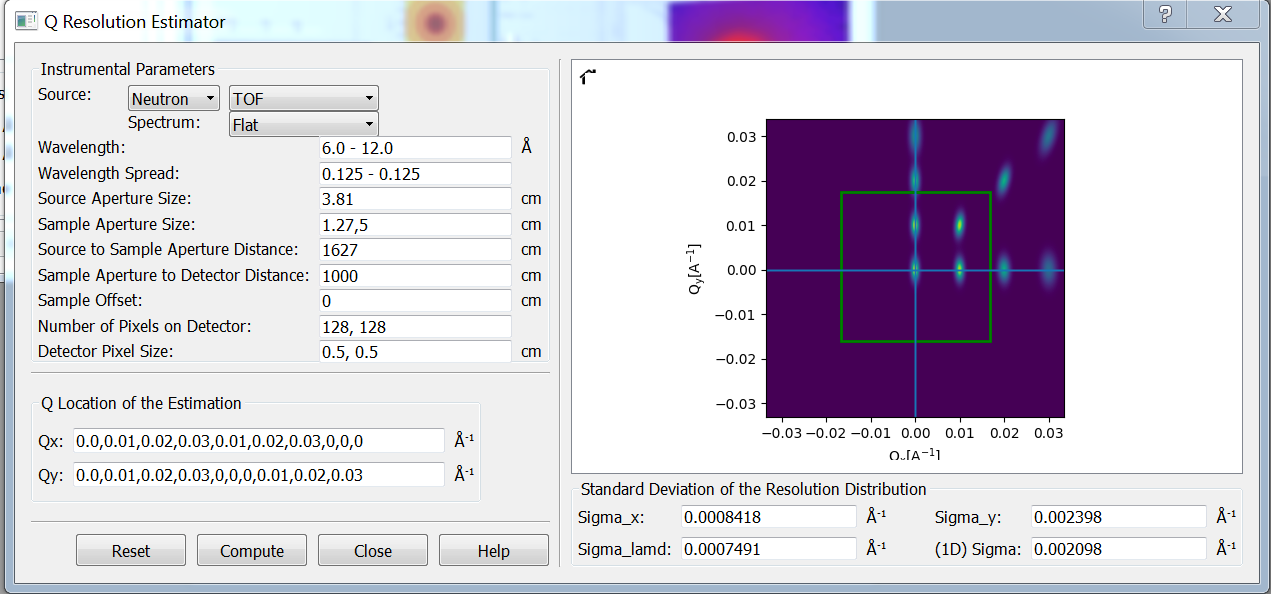 Q Resolution Estimator
Instrumental Parameters
Source: Neutron TOF
Spectrum: Flat
Wavelength: 6.0 - 12.0 Å
Wavelength Spread: 0.125 - 0.125
Source Aperture Size: 3.81 cm
Sample Aperture Size: 1.27,5 cm
Source to Sample Aperture Distance: 1627 cm
Sample Aperture to Detector Distance: 1000 cm
Sample Offset: 0 cm
Number of Pixels on Detector: 128, 128
Detector Pixel Size: 0.5, 0.5 cm
Q Location of the Estimation
Qx: 0.0,0.01,0.02,0.03,0.01,0.02,0.03,0,0,0 Å⁻¹
Qy: 0.0,0.01,0.02,0.03,0,0,0,0.01,0.02,0.03 Å⁻¹
Reset Compute Close Help
0.03
0.02
0.01
0.00
−0.01
−0.02
−0.03
Qy[A⁻¹]
−0.03 −0.02 −0.01 0.00 0.01 0.02 0.03
Standard Deviation of the Resolution Distribution
Sigma_x: 0.0008418 Å⁻¹ Sigma_y: 0.002398 Å⁻¹
Sigma_lamd: 0.0007491 Å⁻¹ (1D) Sigma: 0.002098 Å⁻¹